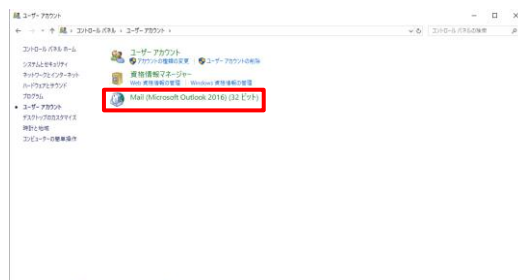 ユーザー アカウント
コントロール パネル › ユーザー アカウント ›
コントロール パネルの検索
コントロール パネル ホーム
システムとセキュリティ
ネットワークとインターネット
ハードウェアとサウンド
プログラム
ユーザー アカウント
デスクトップのカスタマイズ
時計と地域
コンピューターの簡単操作
ユーザー アカウント
アカウントの種類の変更 ユーザー アカウントの削除
資格情報マネージャー
Web 資格情報の管理 Windows 資格情報の管理
Mail (Microsoft Outlook 2016) (32 ビット)